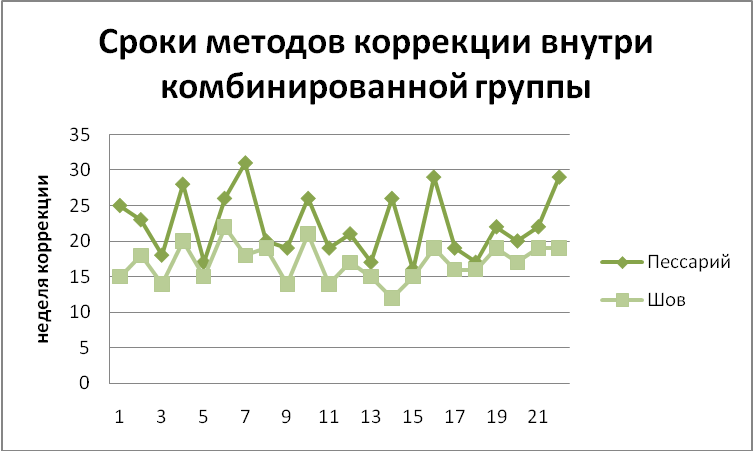 Сроки методов коррекции внутри
комбинированной группы
неделя коррекции
35
30
25
20
15
10
5
0
1 3 5 7 9 11 13 15 17 19 21
Пессарий
Шов